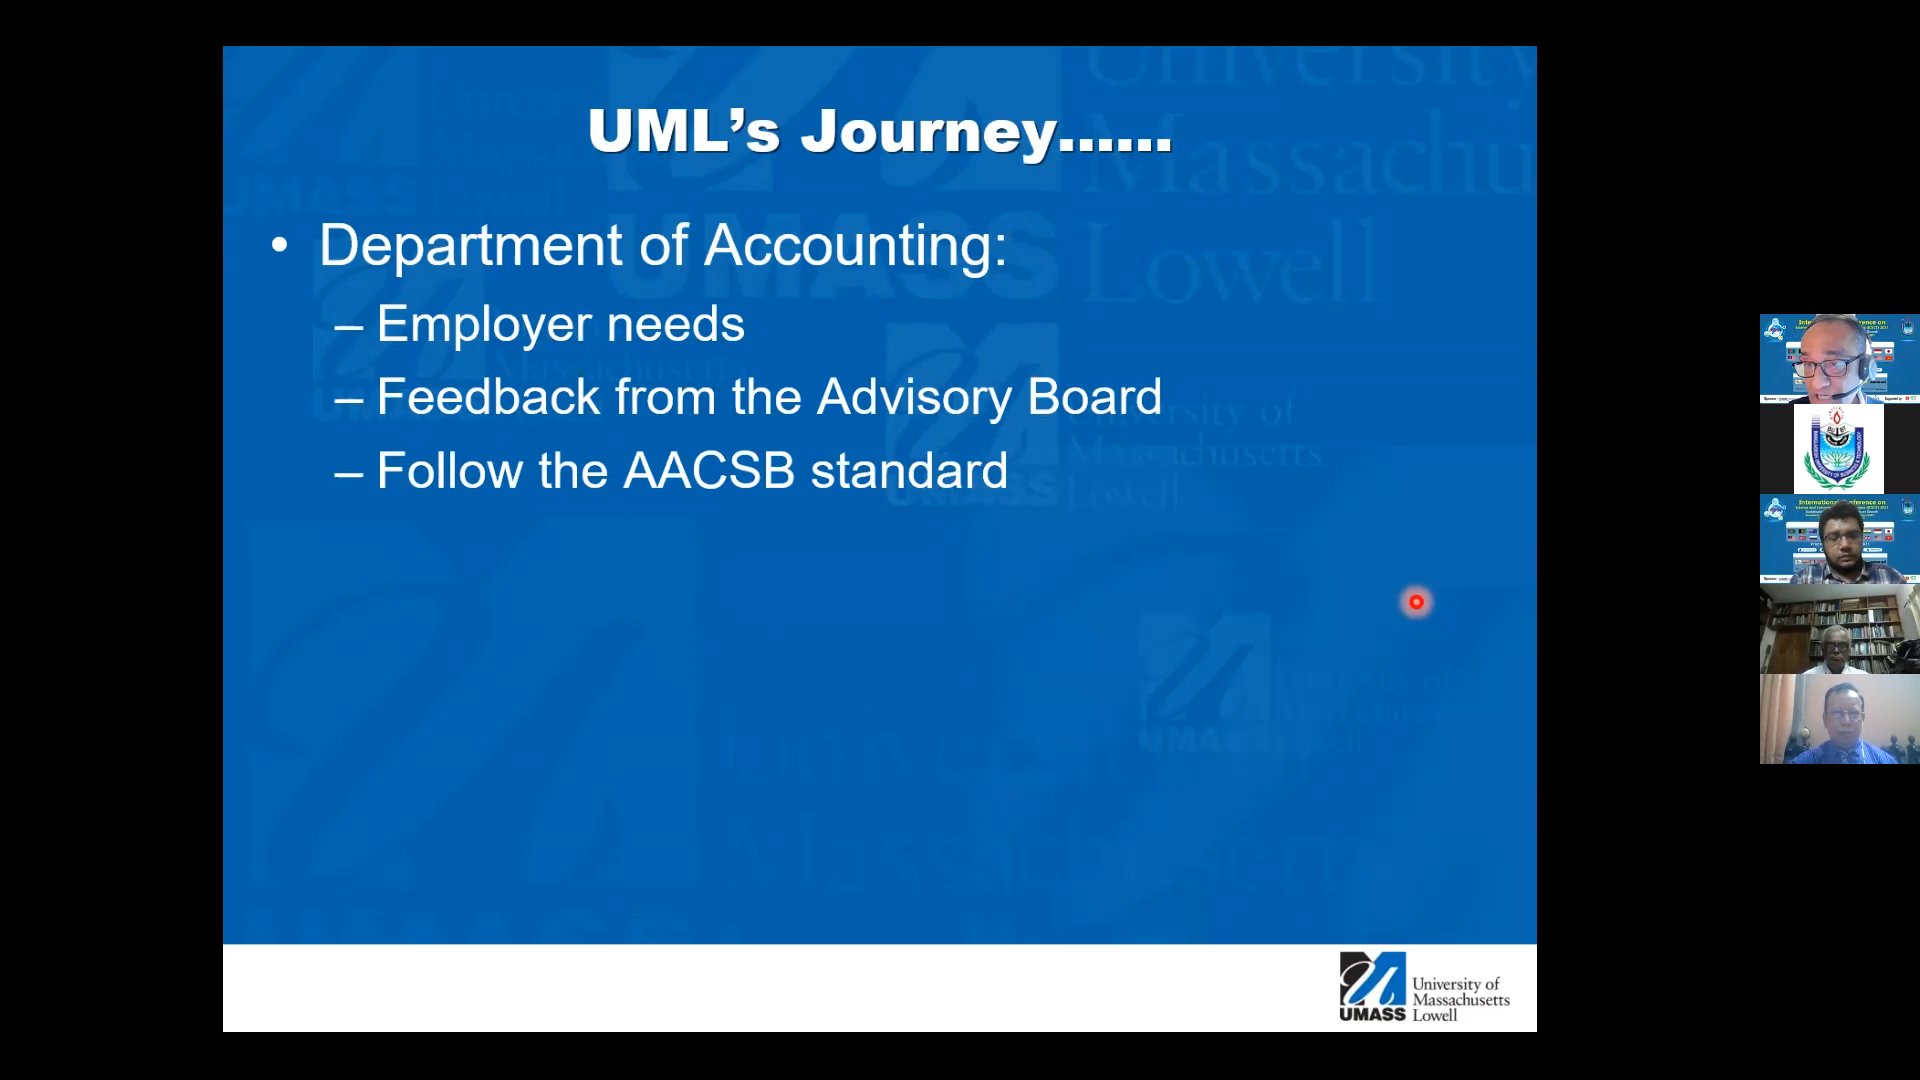 UML’s Journey......
• Department of Accounting:
– Employer needs
– Feedback from the Advisory Board
– Follow the AACSB standard
UMASS
University of
Massachusetts
Lowell